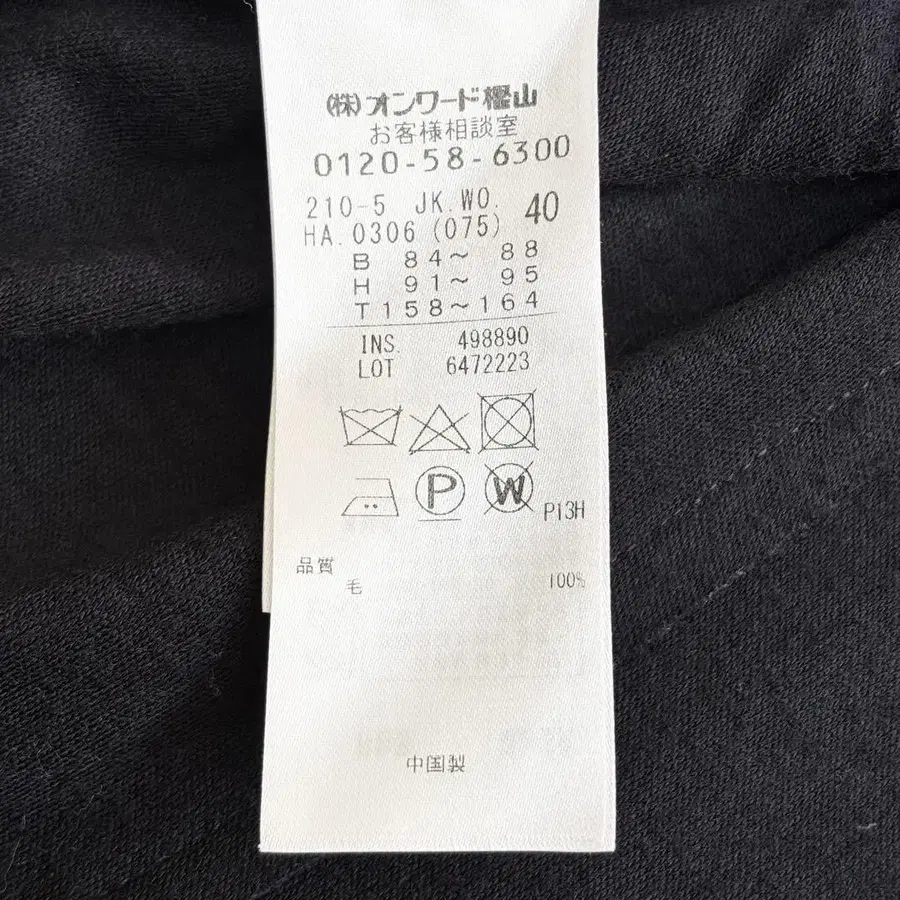 (株)オンワード樫山
お客様相談室
0120-58-6300
210-5 JK.WO. 40
HA.0306 (075)
B 84～ 88
H 91～ 95
T158～164
INS. 498890
LOT 6472223
P W P13H
品質
毛 100%
中国製